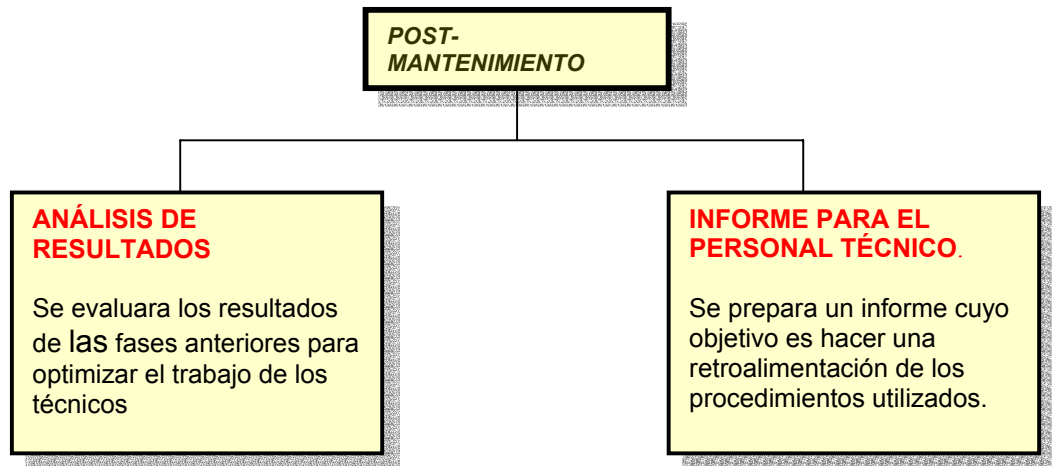 POST-
MANTENIMIENTO
ANÁLISIS DE
RESULTADOS
Se evaluara los resultados
de las fases anteriores para
optimizar el trabajo de los
técnicos
INFORME PARA EL
PERSONAL TÉCNICO.
Se prepara un informe cuyo
objetivo es hacer una
retroalimentación de los
procedimientos utilizados.